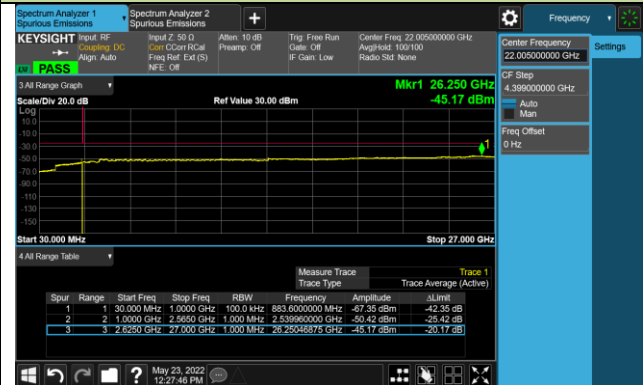 Spectrum Analyzer 1
Spurious Emissions
Spectrum Analyzer 2
Spurious Emissions
Frequency
KEYSIGHT
Input: RF
Coupling: DC
Align: Auto
Input Z: 50 Ω
Corr CCorr RCal
Freq Ref: Ext (S)
NFE: Off
Atten: 10 dB
Preamp: Off
Trig: Free Run
Gate: Off
IF Gain: Low
Center Freq: 22.005000000 GHz
Avg|Hold: 100/100
Radio Std: None
PASS
Center Frequency
22.005000000 GHz
Settings
CF Step
4.399000000 GHz
Auto
Man
Freq Offset
0 Hz
3 All Range Graph
Mkr1 26.250 GHz
Scale/Div 20.0 dB
Ref Value 30.00 dBm
-45.17 dBm
Log
10.0
-10.0
-30.0
-50.0
-70.0
-90.0
-110
-130
-150
1
Start 30.000 MHz
Stop 27.000 GHz
4 All Range Table
Measure Trace Trace 1
Trace Type Trace Average (Active)
Spur Range Start Freq Stop Freq RBW Frequency Amplitude ΔLimit
1 1 30.000 MHz 1.0000 GHz 100.0 kHz 883.6000000 MHz -67.35 dBm -42.35 dB
2 2 1.0000 GHz 2.5650 GHz 1.000 MHz 2.539960000 GHz -50.42 dBm -25.42 dB
3 3 2.6250 GHz 27.000 GHz 1.000 MHz 26.25046875 GHz -45.17 dBm -20.17 dB
May 23, 2022
12:27:46 PM